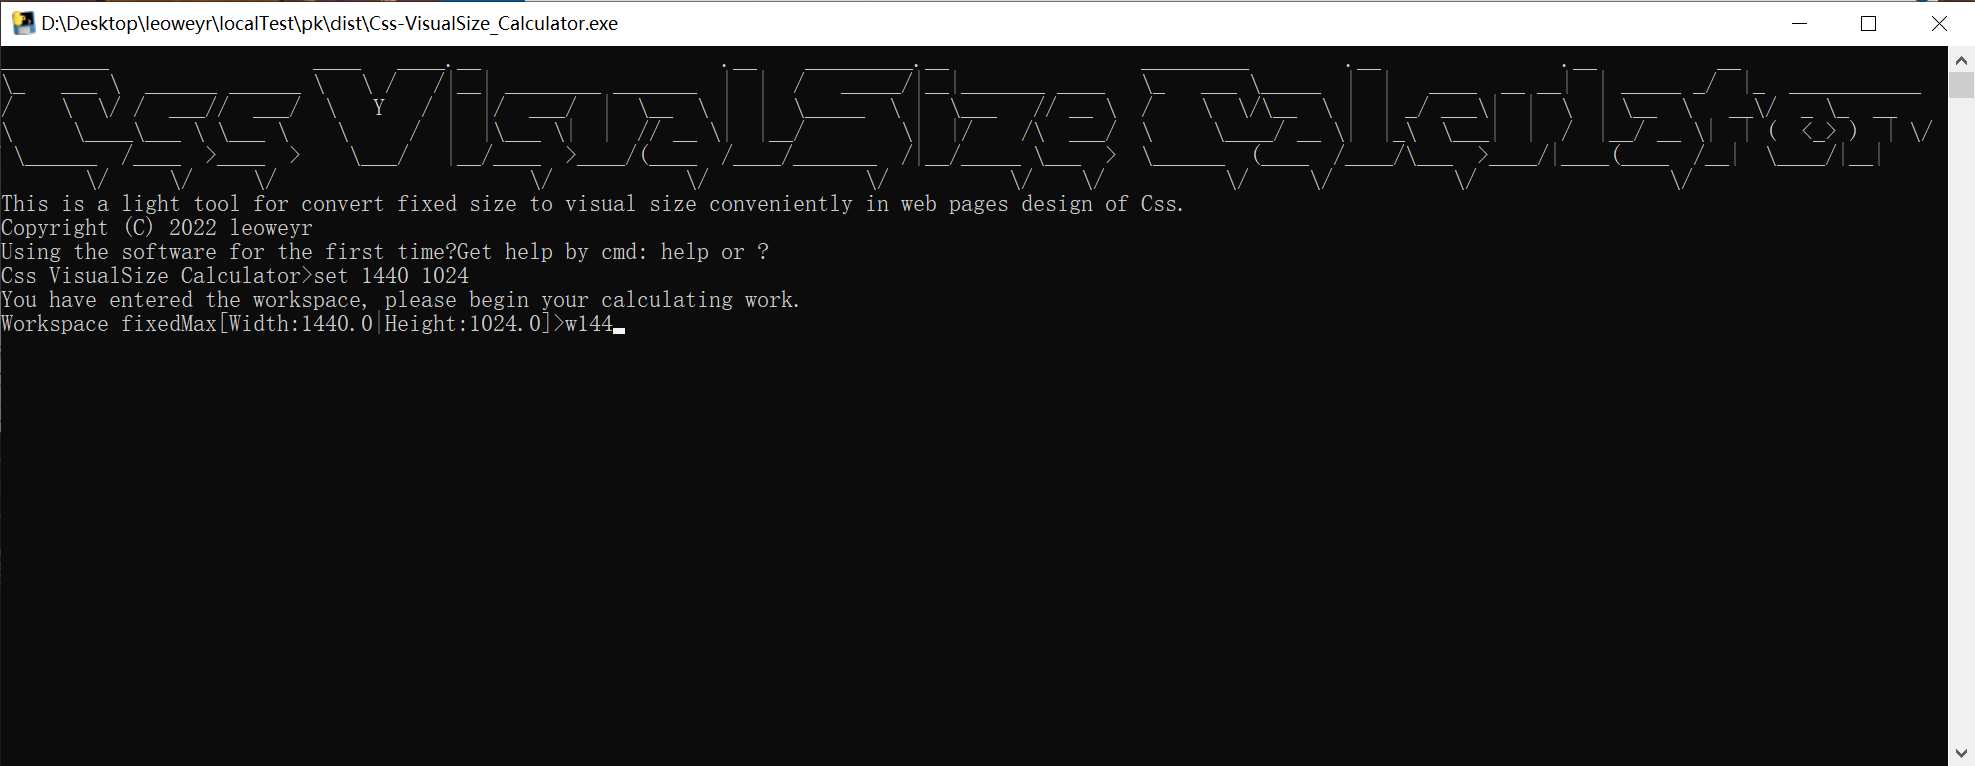 D:\Desktop\leoweyr\localTest\pk\dist\Css-VisualSize_Calculator.exe
Css VisualSize Calculator
This is a light tool for convert fixed size to visual size conveniently in web pages design of Css.
Copyright (C) 2022 leoweyr
Using the software for the first time?Get help by cmd: help or ?
Css VisualSize Calculator>set 1440 1024
You have entered the workspace, please begin your calculating work.
Workspace fixedMax[Width:1440.0|Height:1024.0]>w144